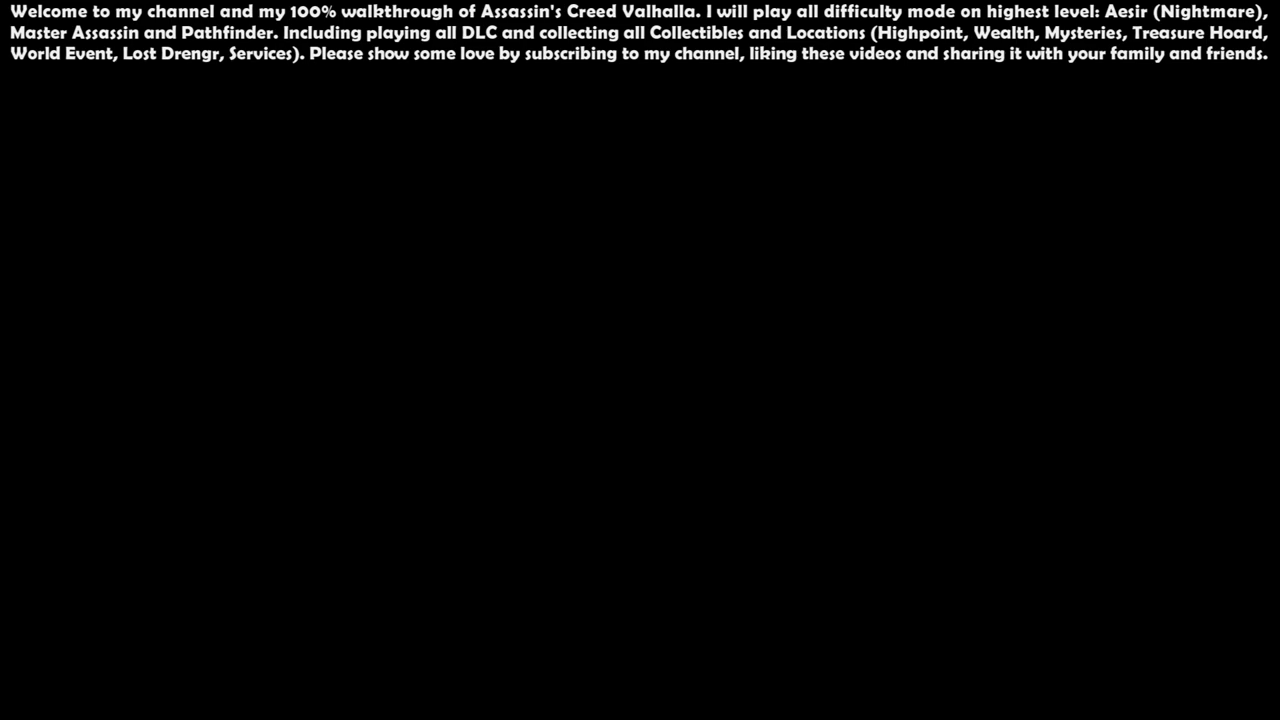 Welcome to my channel and my 100% walkthrough of Assassin's Creed Valhalla. I will play all difficulty mode on highest level: Aesir (Nightmare),
Master Assassin and Pathfinder. Including playing all DLC and collecting all Collectibles and Locations (Highpoint, Wealth, Mysteries, Treasure Hoard,
World Event, Lost Drengr, Services). Please show some love by subscribing to my channel, liking these videos and sharing it with your family and friends.